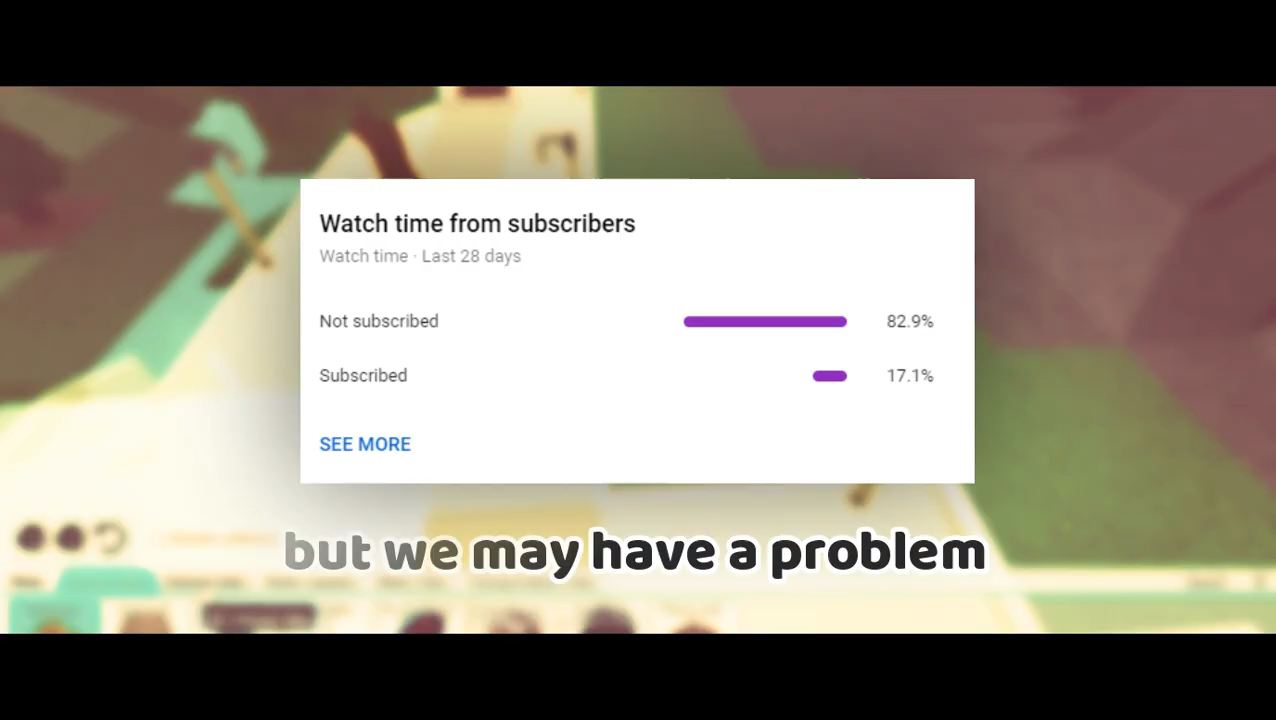 Watch time from subscribers
Watch time · Last 28 days
Not subscribed 82.9%
Subscribed 17.1%
SEE MORE
but we may have a problem